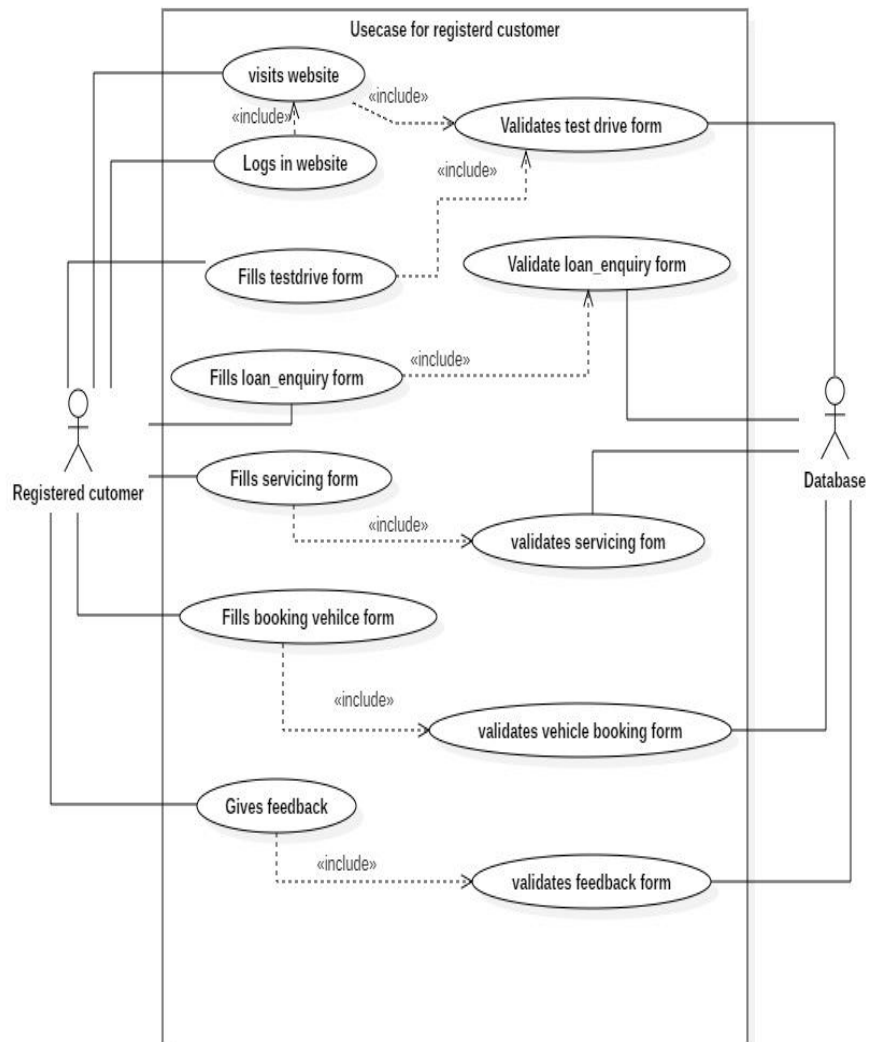 Usecase for registerd customer
visits website
«include»
«include»
Validates test drive form
Logs in website
«include»
Fills testdrive form
Validate loan_enquiry form
Fills loan_enquiry form
«include»
Registered cutomer
Fills servicing form
Database
«include»
validates servicing fom
Fills booking vehilce form
«include»
validates vehicle booking form
Gives feedback
«include»
validates feedback form